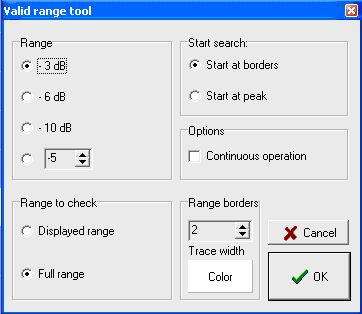 Valid range tool
Range
- 3 dB
- 6 dB
- 10 dB
-5
Start search:
Start at borders
Start at peak
Options
Continuous operation
Range to check
Displayed range
Full range
Range borders
2
Trace width
Color
Cancel
OK